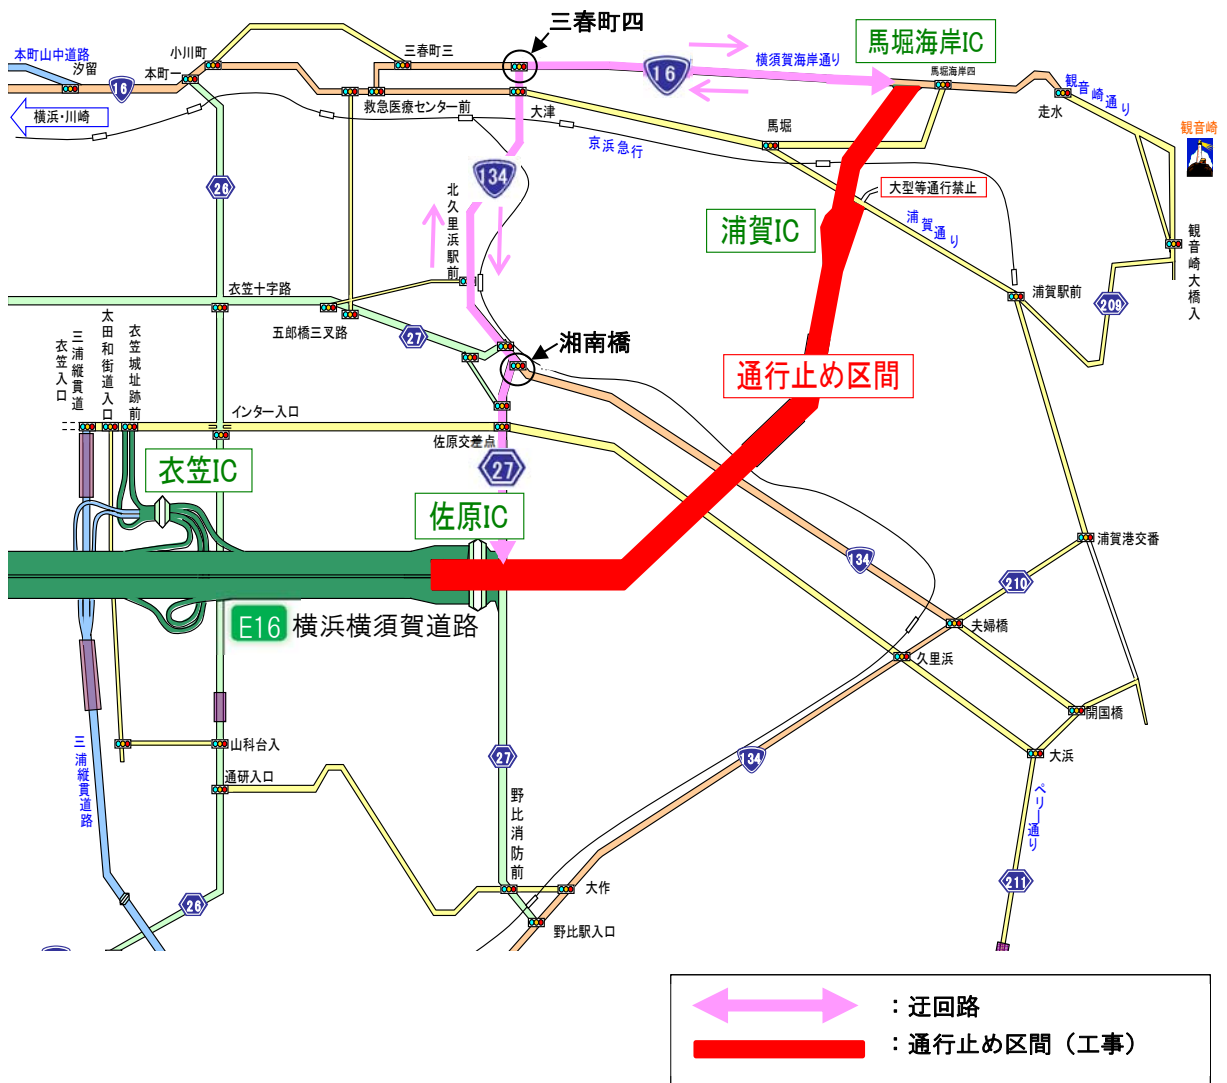 三春町四
本町山中道路
小川町
汐留
本町一
16
三春町三
救急医療センター前
大津
横須賀海岸通り
16
馬堀海岸IC
馬堀海岸四
観音崎通り
走水
観音崎
横浜・川崎
馬堀
京浜急行
134
26
北久里浜駅前
大型等通行禁止
浦賀IC
浦賀通り
観音崎大橋入
浦賀駅前
209
衣笠十字路
五郎橋三叉路
27
湘南橋
通行止め区間
三浦縦貫道
衣笠入口
太田和街道入口
衣笠城址跡前
インター入口
佐原交差点
27
衣笠IC
佐原IC
E16 横浜横須賀道路
浦賀港交番
134
210
夫婦橋
久里浜
開国橋
大浜
134
27
山科台入
通研入口
三浦縦貫道路
野比消防前
大作
野比駅入口
26
ペリー通り
211
：迂回路
：通行止め区間（工事）